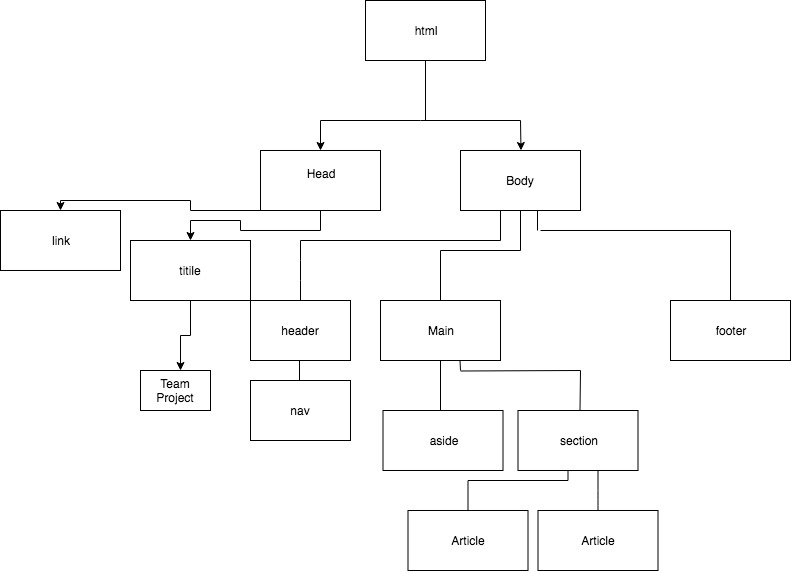 html
Head
Body
link
titile
header
Main
footer
Team
Project
nav
aside
section
Article
Article